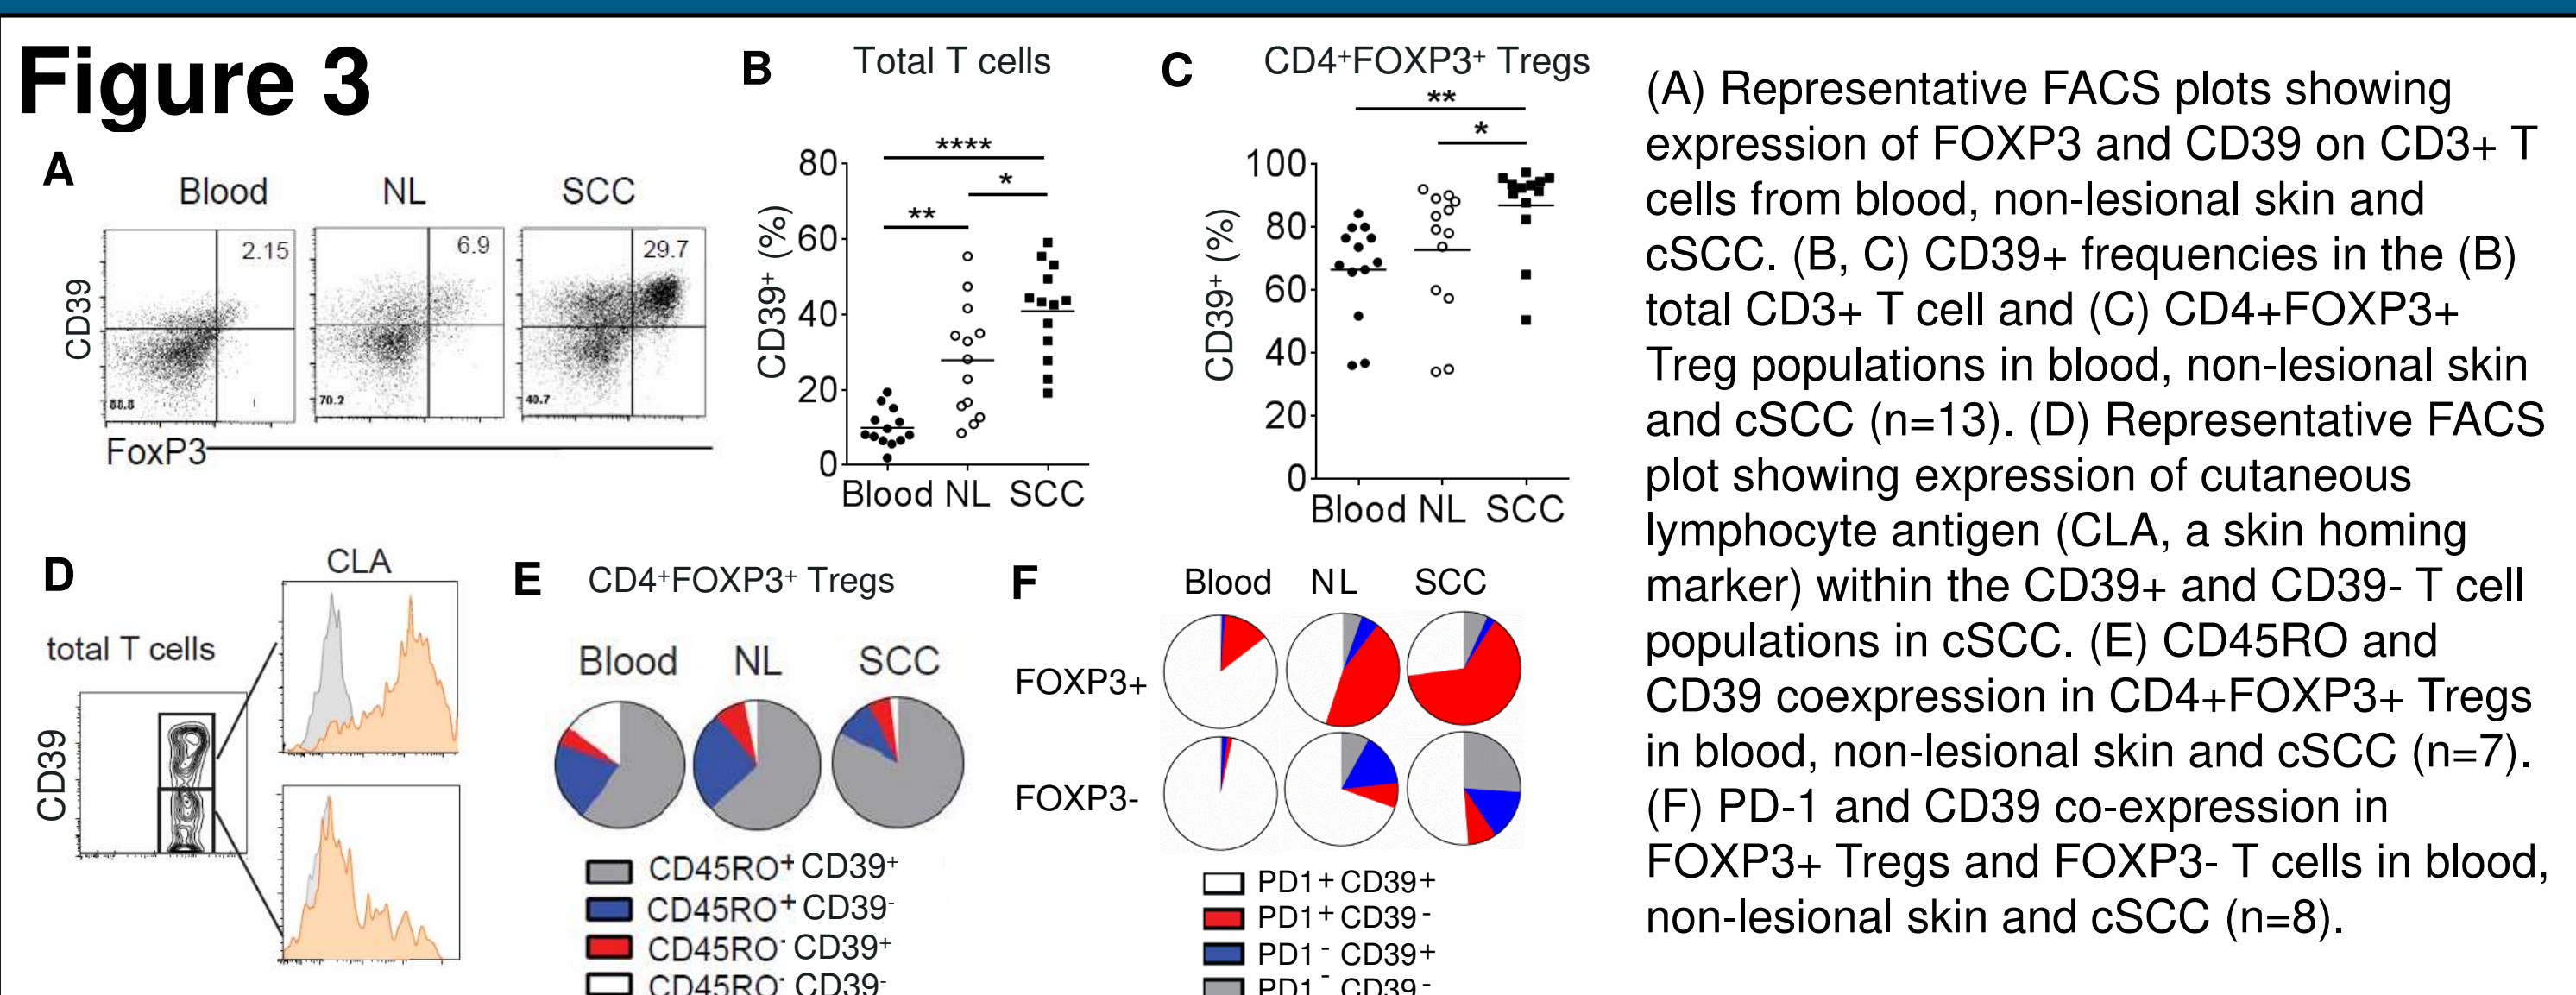 Figure 3
A
Blood NL SCC
2.15 6.9 29.7
CD39
88.8 70.2 40.7
FoxP3
B Total T cells
****
*
**
CD39+ (%)
80
60
40
20
0
Blood NL SCC
C CD4+FOXP3+ Tregs
**
*
CD39+ (%)
100
80
60
40
20
0
Blood NL SCC
D
CLA
total T cells
CD39
E CD4+FOXP3+ Tregs
Blood NL SCC
CD45RO+ CD39+
CD45RO+ CD39-
CD45RO- CD39+
CD45RO- CD39-
F Blood NL SCC
FOXP3+
FOXP3-
PD1+ CD39+
PD1+ CD39-
PD1- CD39+
PD1- CD39-
(A) Representative FACS plots showing
expression of FOXP3 and CD39 on CD3+ T
cells from blood, non-lesional skin and
cSCC. (B, C) CD39+ frequencies in the (B)
total CD3+ T cell and (C) CD4+FOXP3+
Treg populations in blood, non-lesional skin
and cSCC (n=13). (D) Representative FACS
plot showing expression of cutaneous
lymphocyte antigen (CLA, a skin homing
marker) within the CD39+ and CD39- T cell
populations in cSCC. (E) CD45RO and
CD39 coexpression in CD4+FOXP3+ Tregs
in blood, non-lesional skin and cSCC (n=7).
(F) PD-1 and CD39 co-expression in
FOXP3+ Tregs and FOXP3- T cells in blood,
non-lesional skin and cSCC (n=8).